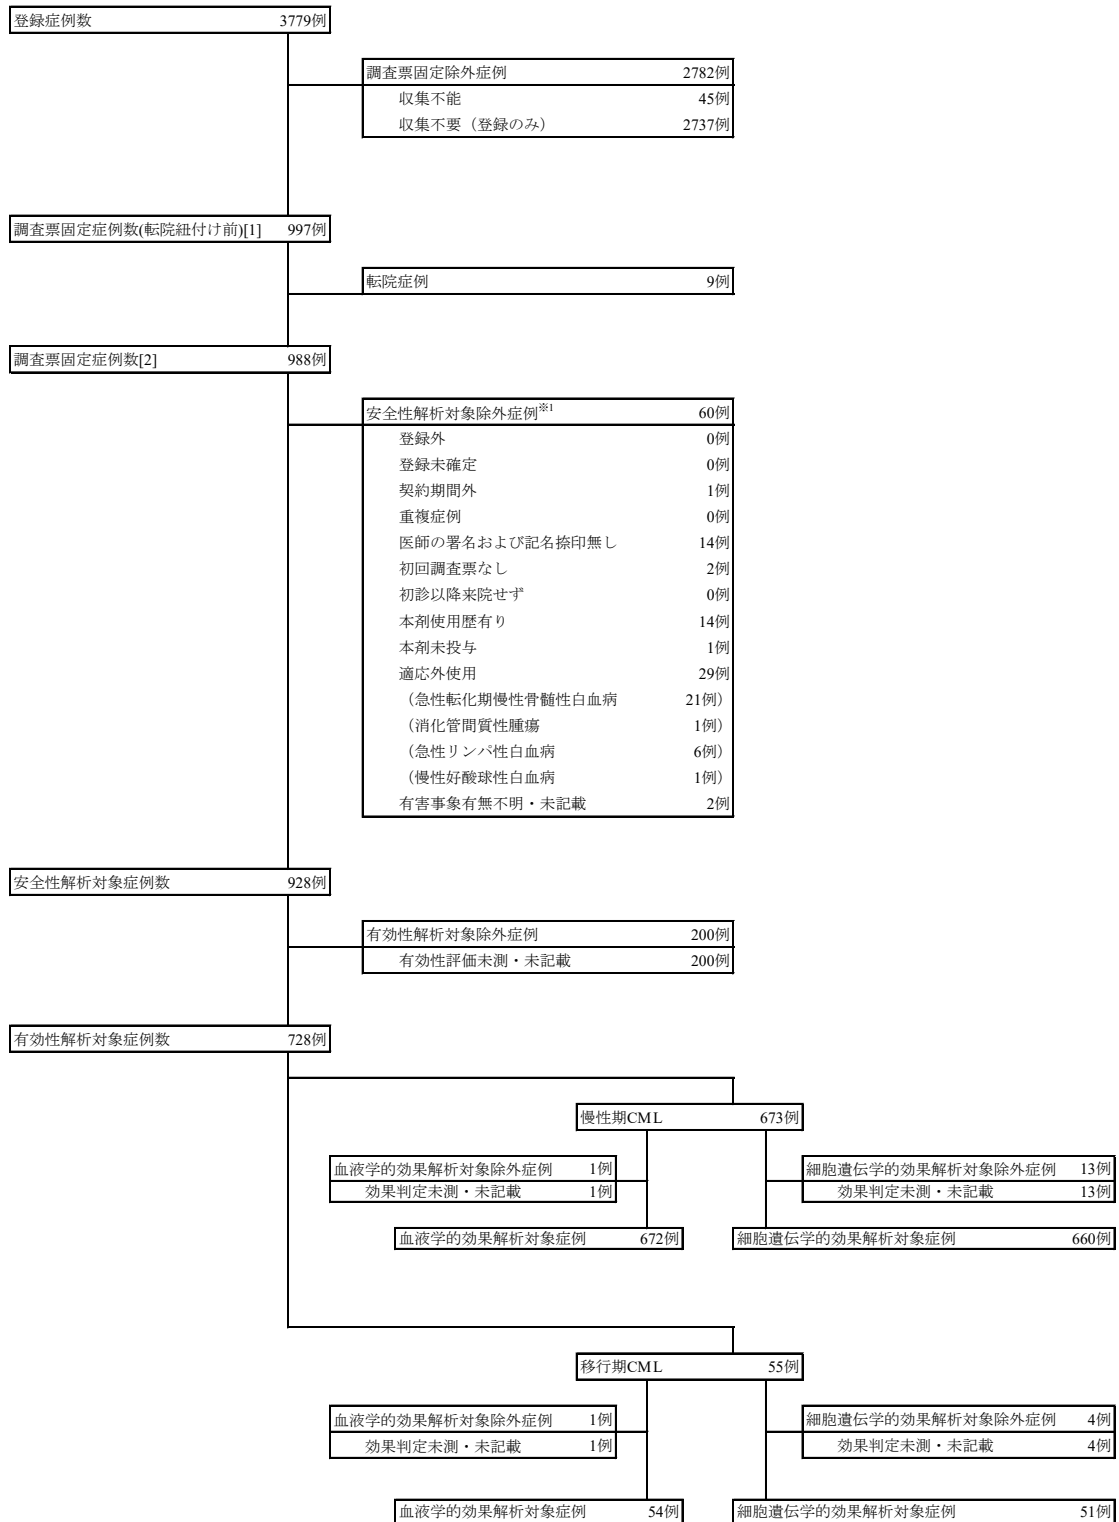 登録症例数 3779例
調査票固定除外症例 2782例
収集不能 45例
収集不要（登録のみ） 2737例
調査票固定症例数(転院紐付け前)[1] 997例
転院症例 9例
調査票固定症例数[2] 988例
安全性解析対象除外症例※1 60例
登録外 0例
登録未確定 0例
契約期間外 1例
重複症例 0例
医師の署名および記名捺印無し 14例
初回調査票なし 2例
初診以降来院せず 0例
本剤使用歴有り 14例
本剤未投与 1例
適応外使用 29例
（急性転化期慢性骨髄性白血病 21例）
（消化管間質性腫瘍 1例）
（急性リンパ性白血病 6例）
（慢性好酸球性白血病 1例）
有害事象有無不明・未記載 2例
安全性解析対象症例数 928例
有効性解析対象除外症例 200例
有効性評価未測・未記載 200例
有効性解析対象症例数 728例
慢性期CML 673例
血液学的効果解析対象除外症例 1例 細胞遺伝学的効果解析対象除外症例 13例
効果判定未測・未記載 1例 効果判定未測・未記載 13例
血液学的効果解析対象症例 672例 細胞遺伝学的効果解析対象症例 660例
移行期CML 55例
血液学的効果解析対象除外症例 1例 細胞遺伝学的効果解析対象除外症例 4例
効果判定未測・未記載 1例 効果判定未測・未記載 4例
血液学的効果解析対象症例 54例 細胞遺伝学的効果解析対象症例 51例